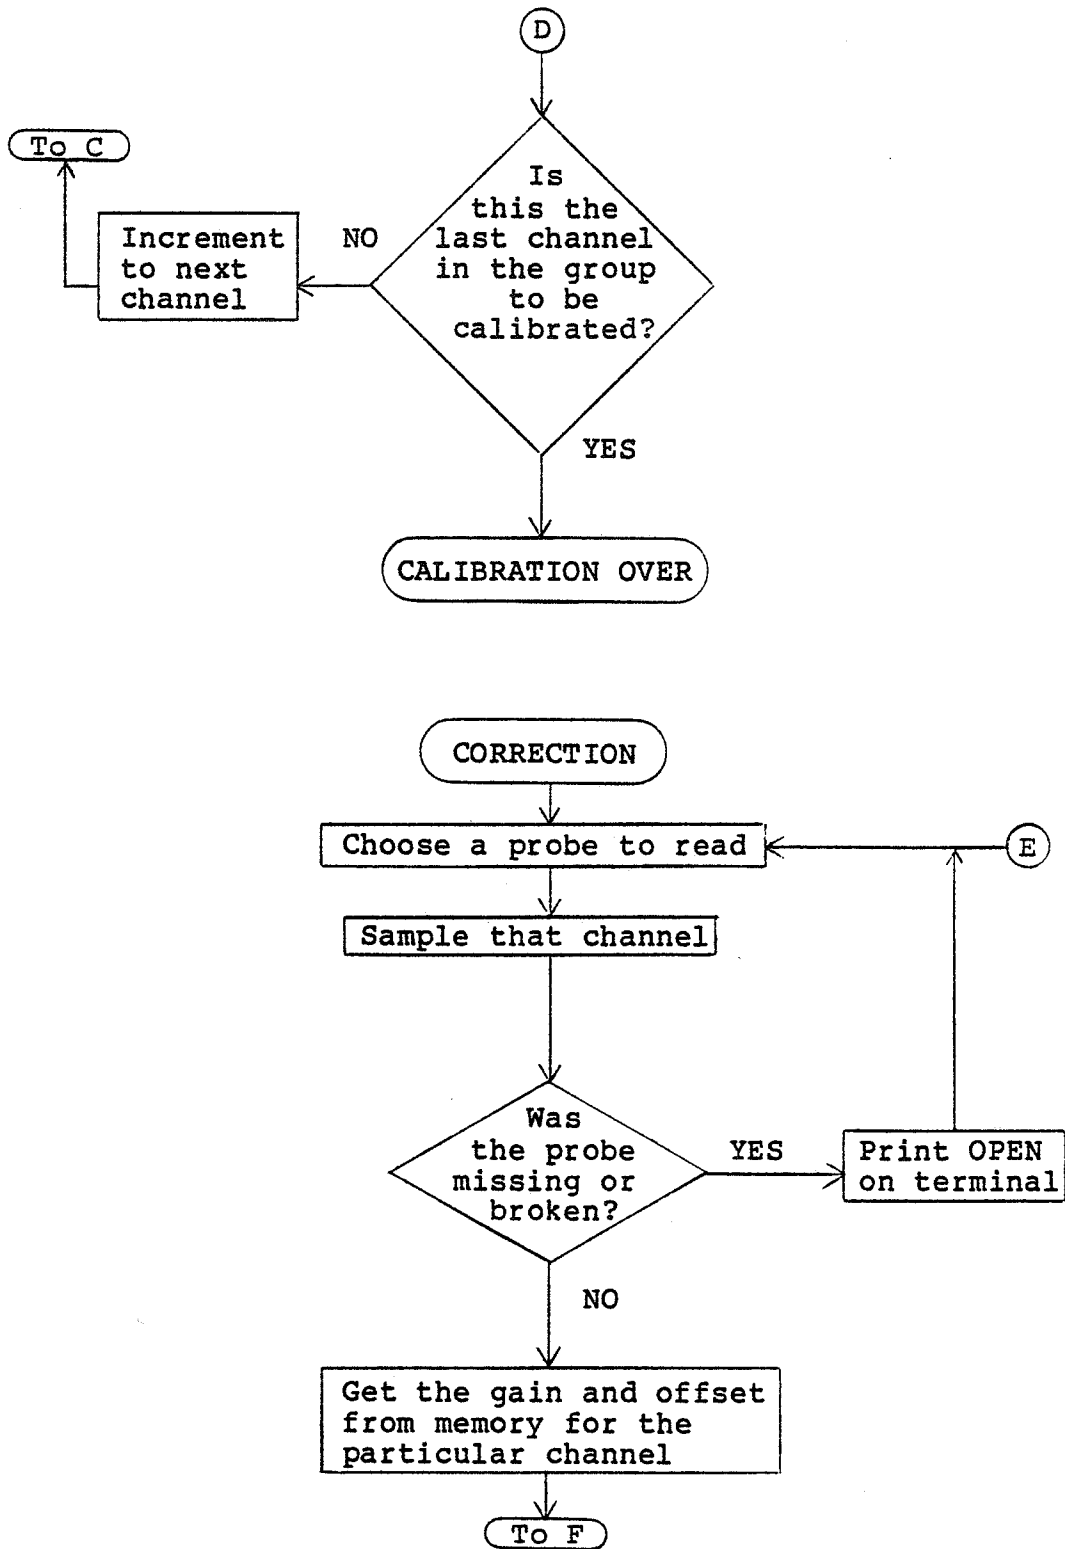 D
To C
Is
this the
last channel
in the group
to be
calibrated?
NO
Increment
to next
channel
YES
CALIBRATION OVER
CORRECTION
Choose a probe to read
E
Sample that channel
Was
the probe
missing or
broken?
YES
Print OPEN
on terminal
NO
Get the gain and offset
from memory for the
particular channel
To F